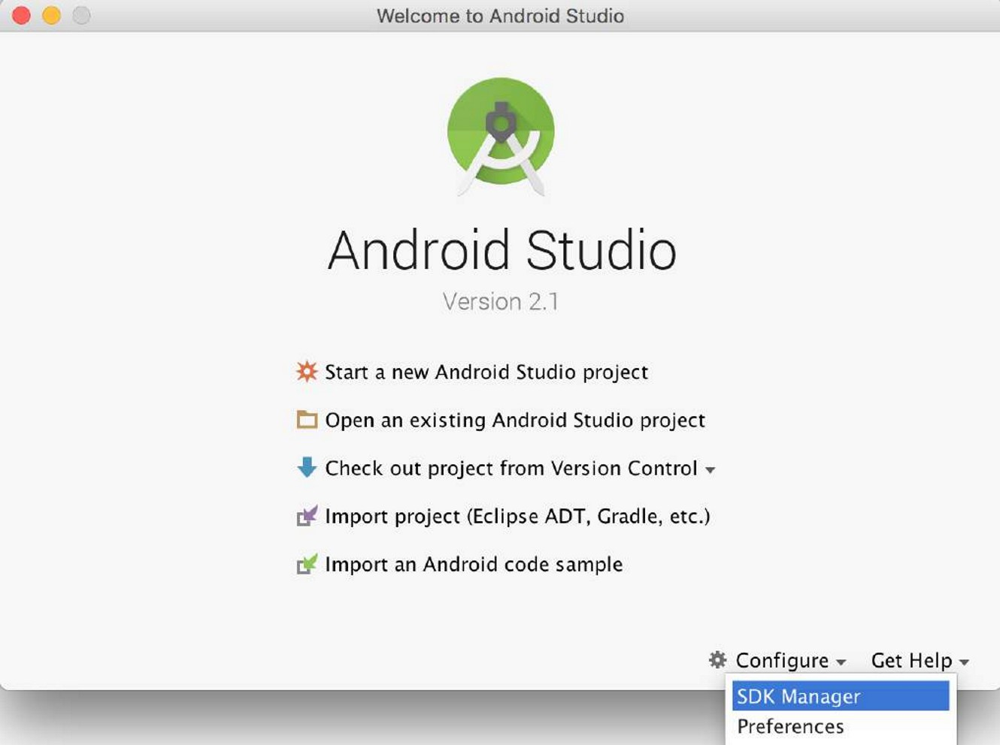 Welcome to Android Studio
Android Studio
Version 2.1
Start a new Android Studio project
Open an existing Android Studio project
Check out project from Version Control
Import project (Eclipse ADT, Gradle, etc.)
Import an Android code sample
Configure Get Help
SDK Manager
Preferences